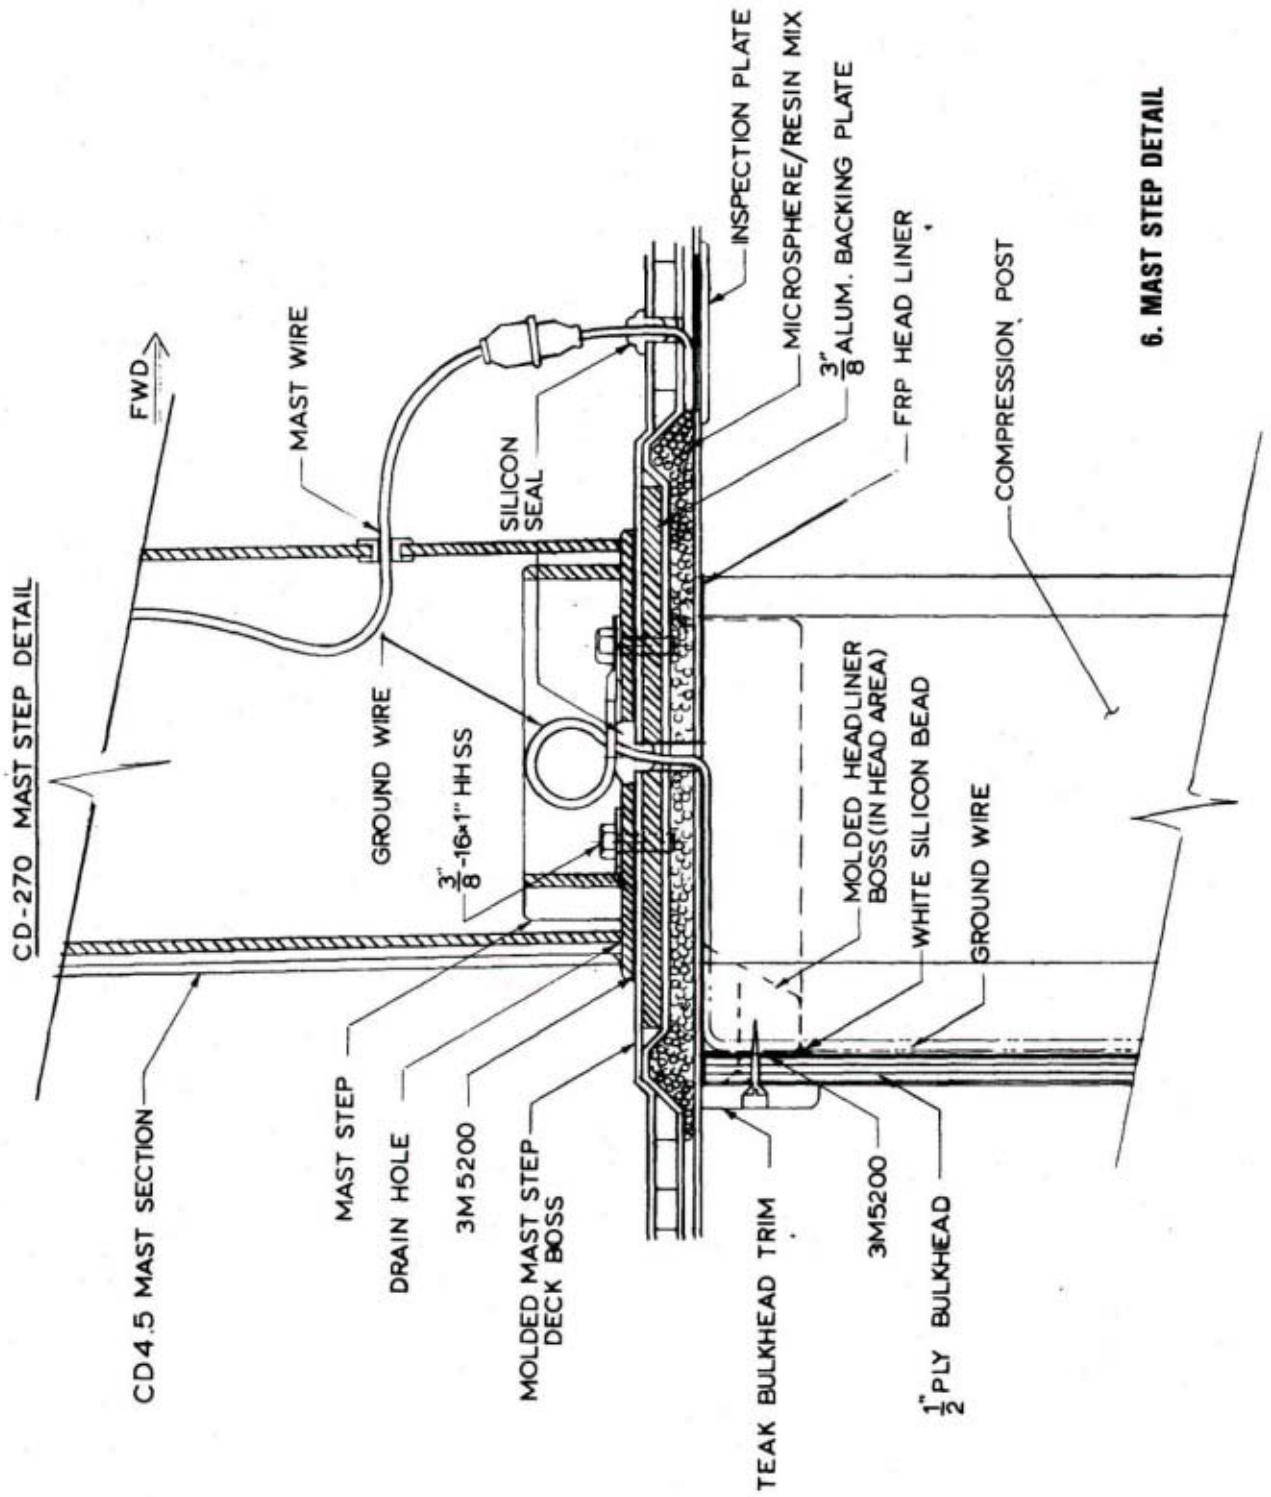 CD-270 MAST STEP DETAIL
FWD
MAST WIRE
GROUND WIRE
SILICON
SEAL
3/8"-16x1" HH SS
CD4.5 MAST SECTION
MAST STEP
DRAIN HOLE
3M 5200
MOLDED MAST STEP
DECK BOSS
INSPECTION PLATE
MICROSPHERE/RESIN MIX
3/8" ALUM. BACKING PLATE
FRP HEAD LINER
COMPRESSION POST
MOLDED HEADLINER
BOSS (IN HEAD AREA)
WHITE SILICON BEAD
GROUND WIRE
TEAK BULKHEAD TRIM
3M5200
1/2" PLY BULKHEAD
6. MAST STEP DETAIL